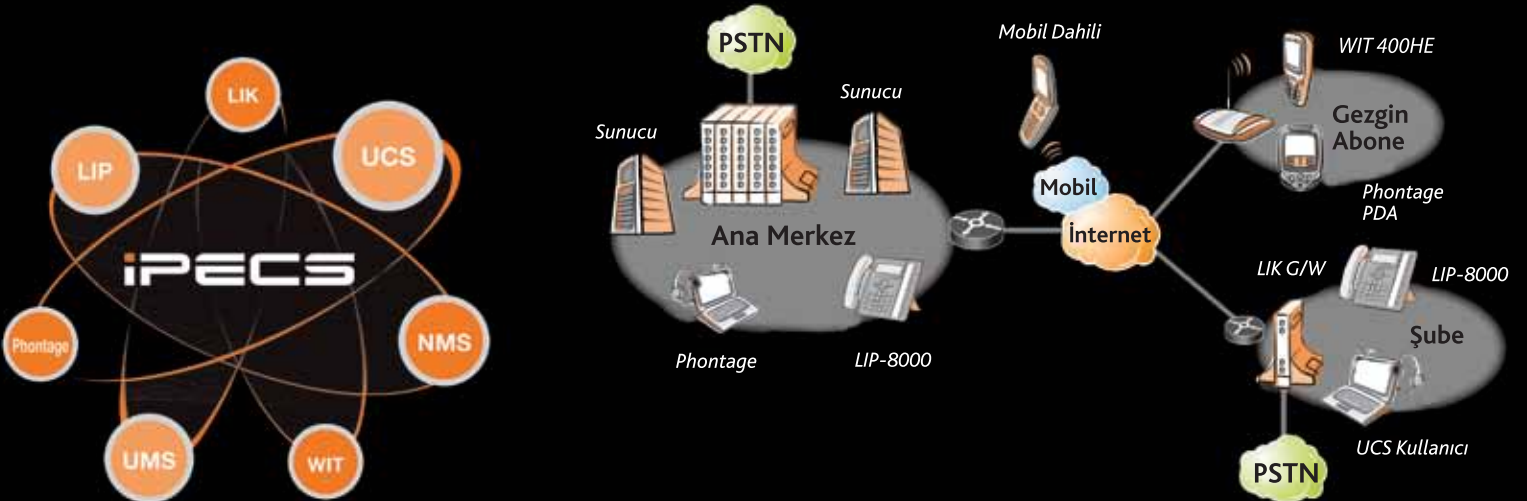 LIK
UCS
LIP
iPECS
Phontage
NMS
UMS
WIT
PSTN
Sunucu
Sunucu
Ana Merkez
Phontage
LIP-8000
Mobil Dahili
Mobil
İnternet
WIT 400HE
Gezgin
Abone
Phontage
PDA
LIK G/W
LIP-8000
Şube
UCS Kullanıcı
PSTN